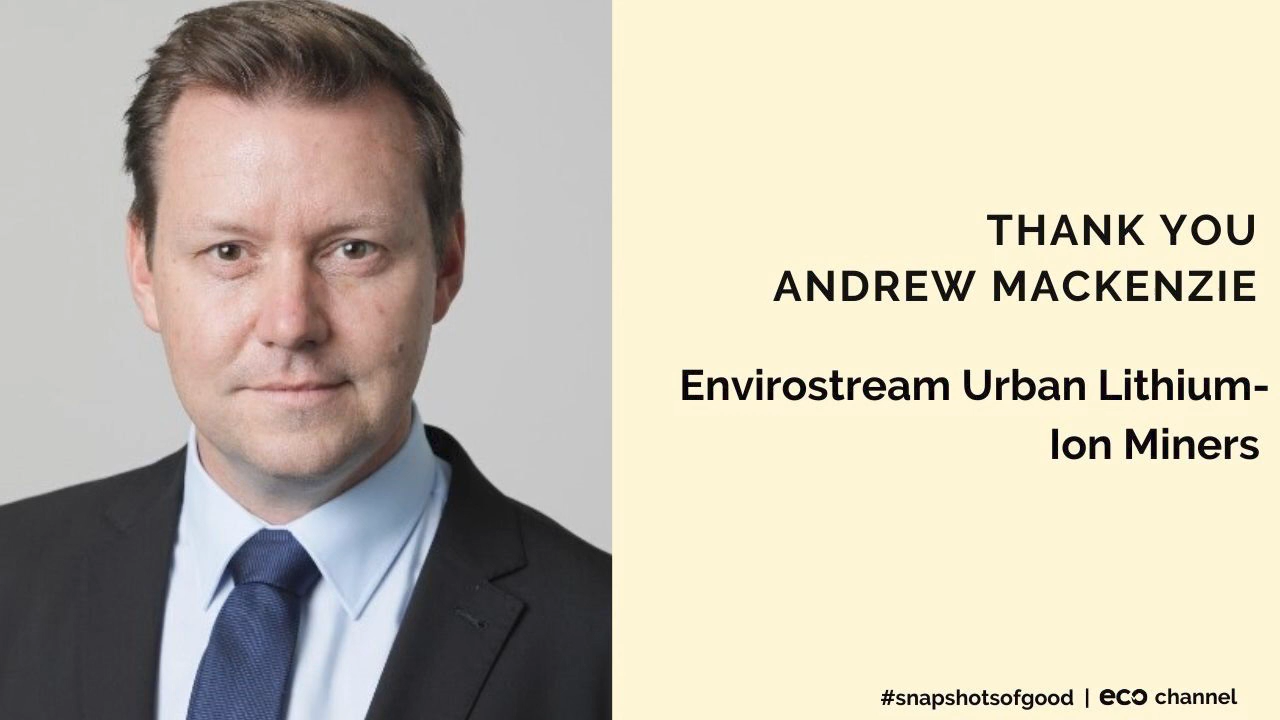 THANK YOU
ANDREW MACKENZIE
Envirostream Urban Lithium-
Ion Miners
#snapshotsofgood | eco channel